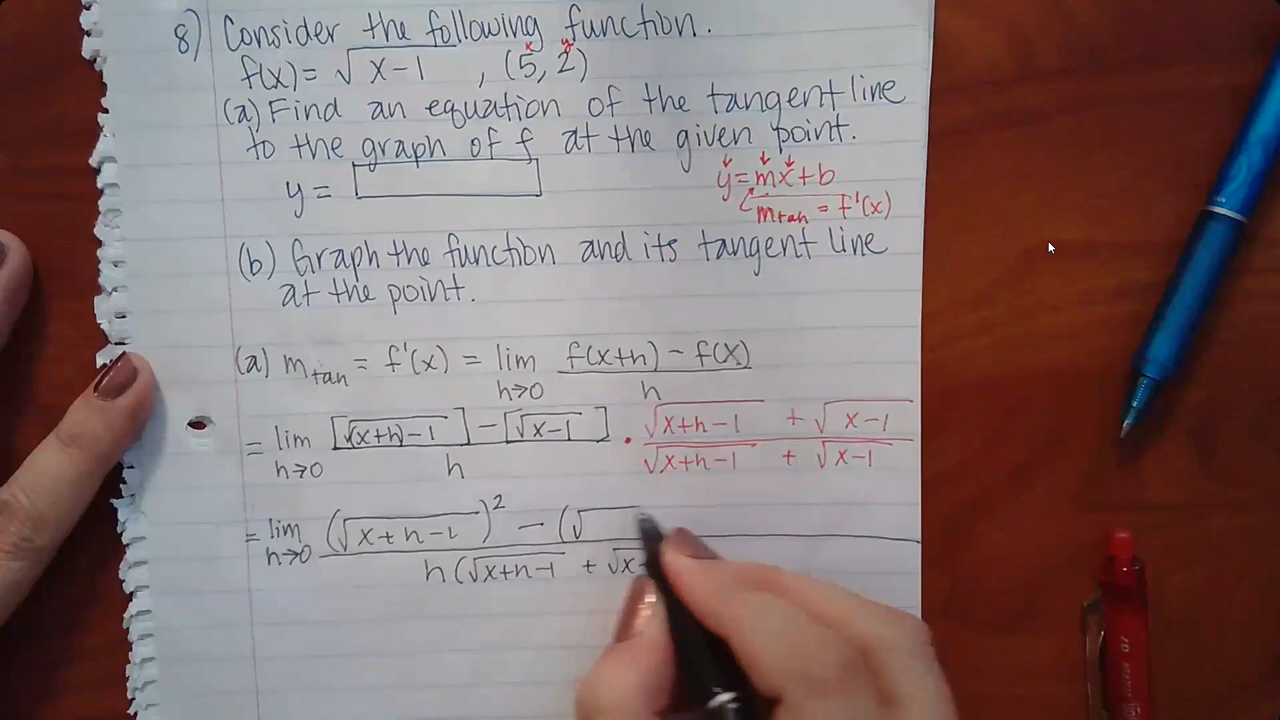 8) Consider the following function.
f(x) = √x-1 , (5, 2)
x y
(a) Find an equation of the tangent line
to the graph of f at the given point.
y =
y = mx + b
m_tan = f'(x)
(b) Graph the function and its tangent line
at the point.
(a) m_tan = f'(x) = lim h→0 f(x+h) - f(x) / h
= lim h→0 [√(x+h)-1] - [√x-1] / h · √x+h-1 + √x-1 / √x+h-1 + √x-1
= lim h→0 (√x+h-1)² - (√ / h(√x+h-1 + √x